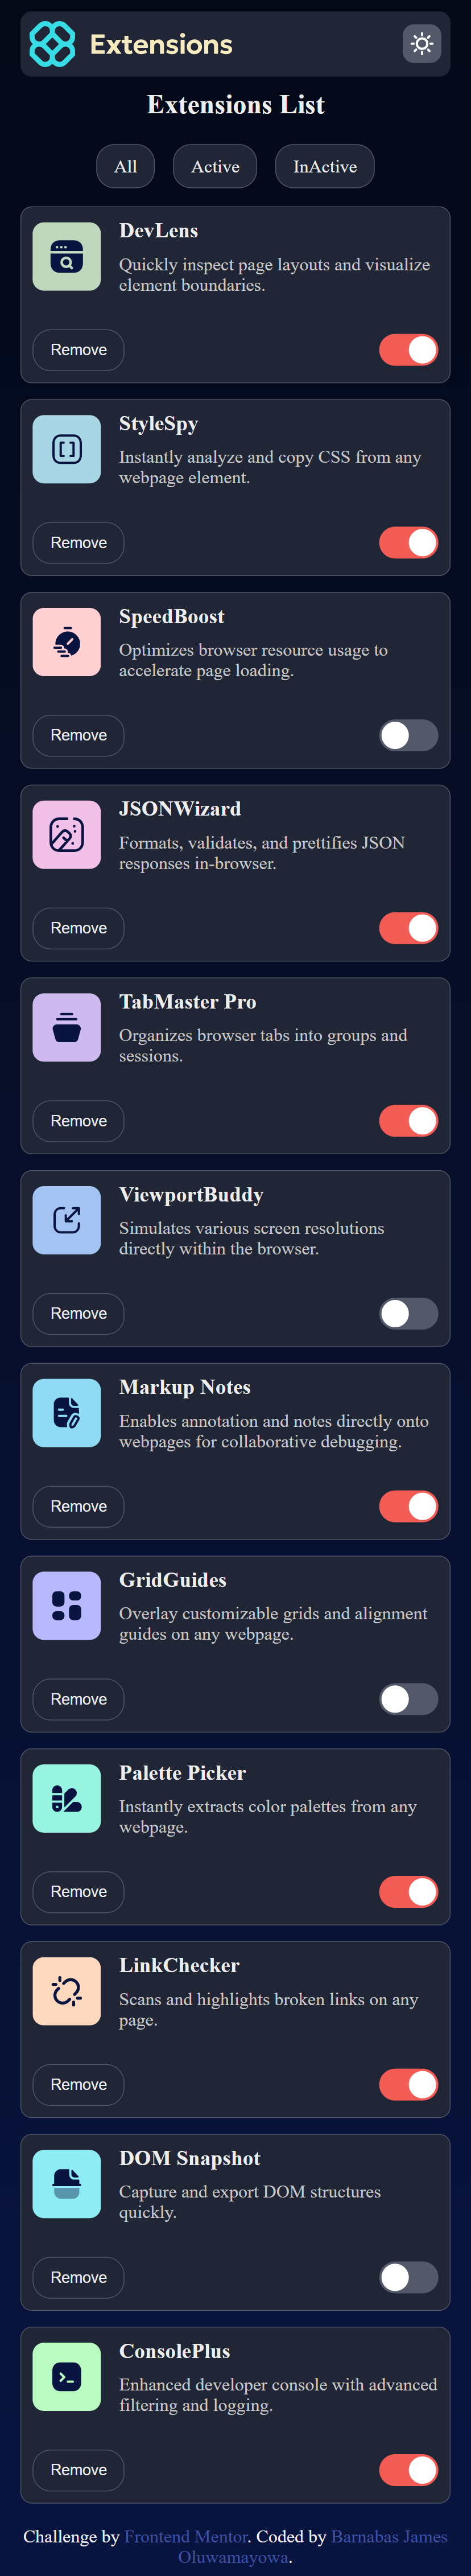 Extensions
Extensions List
All Active InActive
DevLens
Quickly inspect page layouts and visualize
element boundaries.
Remove
StyleSpy
Instantly analyze and copy CSS from any
webpage element.
Remove
SpeedBoost
Optimizes browser resource usage to
accelerate page loading.
Remove
JSONWizard
Formats, validates, and prettifies JSON
responses in-browser.
Remove
TabMaster Pro
Organizes browser tabs into groups and
sessions.
Remove
ViewportBuddy
Simulates various screen resolutions
directly within the browser.
Remove
Markup Notes
Enables annotation and notes directly onto
webpages for collaborative debugging.
Remove
GridGuides
Overlay customizable grids and alignment
guides on any webpage.
Remove
Palette Picker
Instantly extracts color palettes from any
webpage.
Remove
LinkChecker
Scans and highlights broken links on any
page.
Remove
DOM Snapshot
Capture and export DOM structures
quickly.
Remove
ConsolePlus
Enhanced developer console with advanced
filtering and logging.
Remove
Challenge by Frontend Mentor. Coded by Barnabas James
Oluwamayowa.